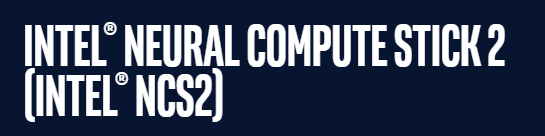 INTEL® NEURAL COMPUTE STICK 2
(INTEL® NCS2)